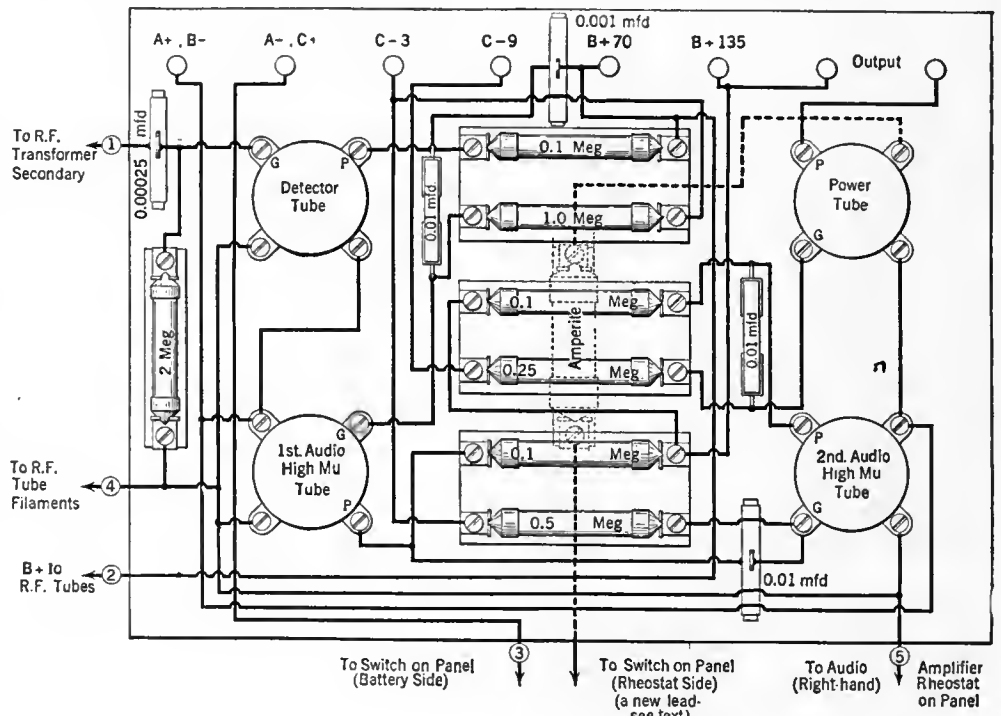 0.001 mfd
A+, B-
A-, C+
C-3
C-9
B+70
B+135
Output
To R.F.
Transformer
Secondary
1
0.00025 mfd
G
P
Detector
Tube
0.01 mfd
0.1 Meg
1.0 Meg
P
Power
Tube
G
2 Meg
0.1 Meg
Amperite
0.25 Meg
0.01 mfd
To R.F.
Tube
Filaments
4
G
1st. Audio
High Mu
Tube
P
0.1 Meg
0.5 Meg
P
2nd. Audio
High Mu
Tube
G
B+ to
R.F. Tubes
2
0.01 mfd
3
5
To Switch on Panel
(Battery Side)
To Switch on Panel
(Rheostat Side)
(a new lead-
see text)
To Audio
(Right-hand)
Amplifier
Rheostat
on Panel